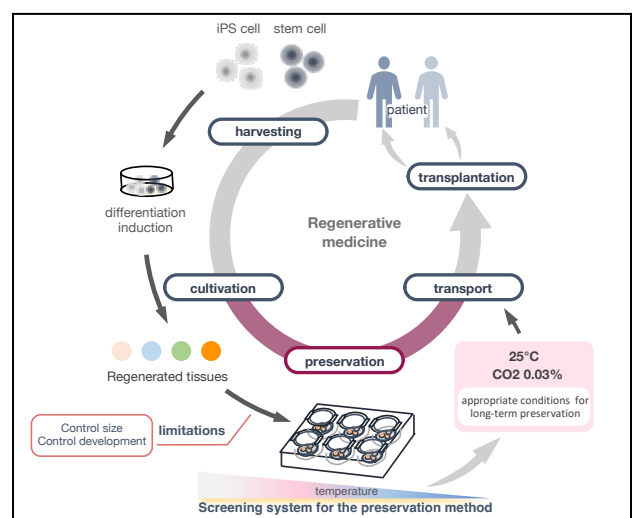 iPS cell
stem cell
patient
harvesting
transplantation
differentiation
induction
Regenerative
medicine
cultivation
transport
preservation
25°C
CO2 0.03%
appropriate conditions for
long-term preservation
Regenerated tissues
Control size
Control development
limitations
temperature
Screening system for the preservation method